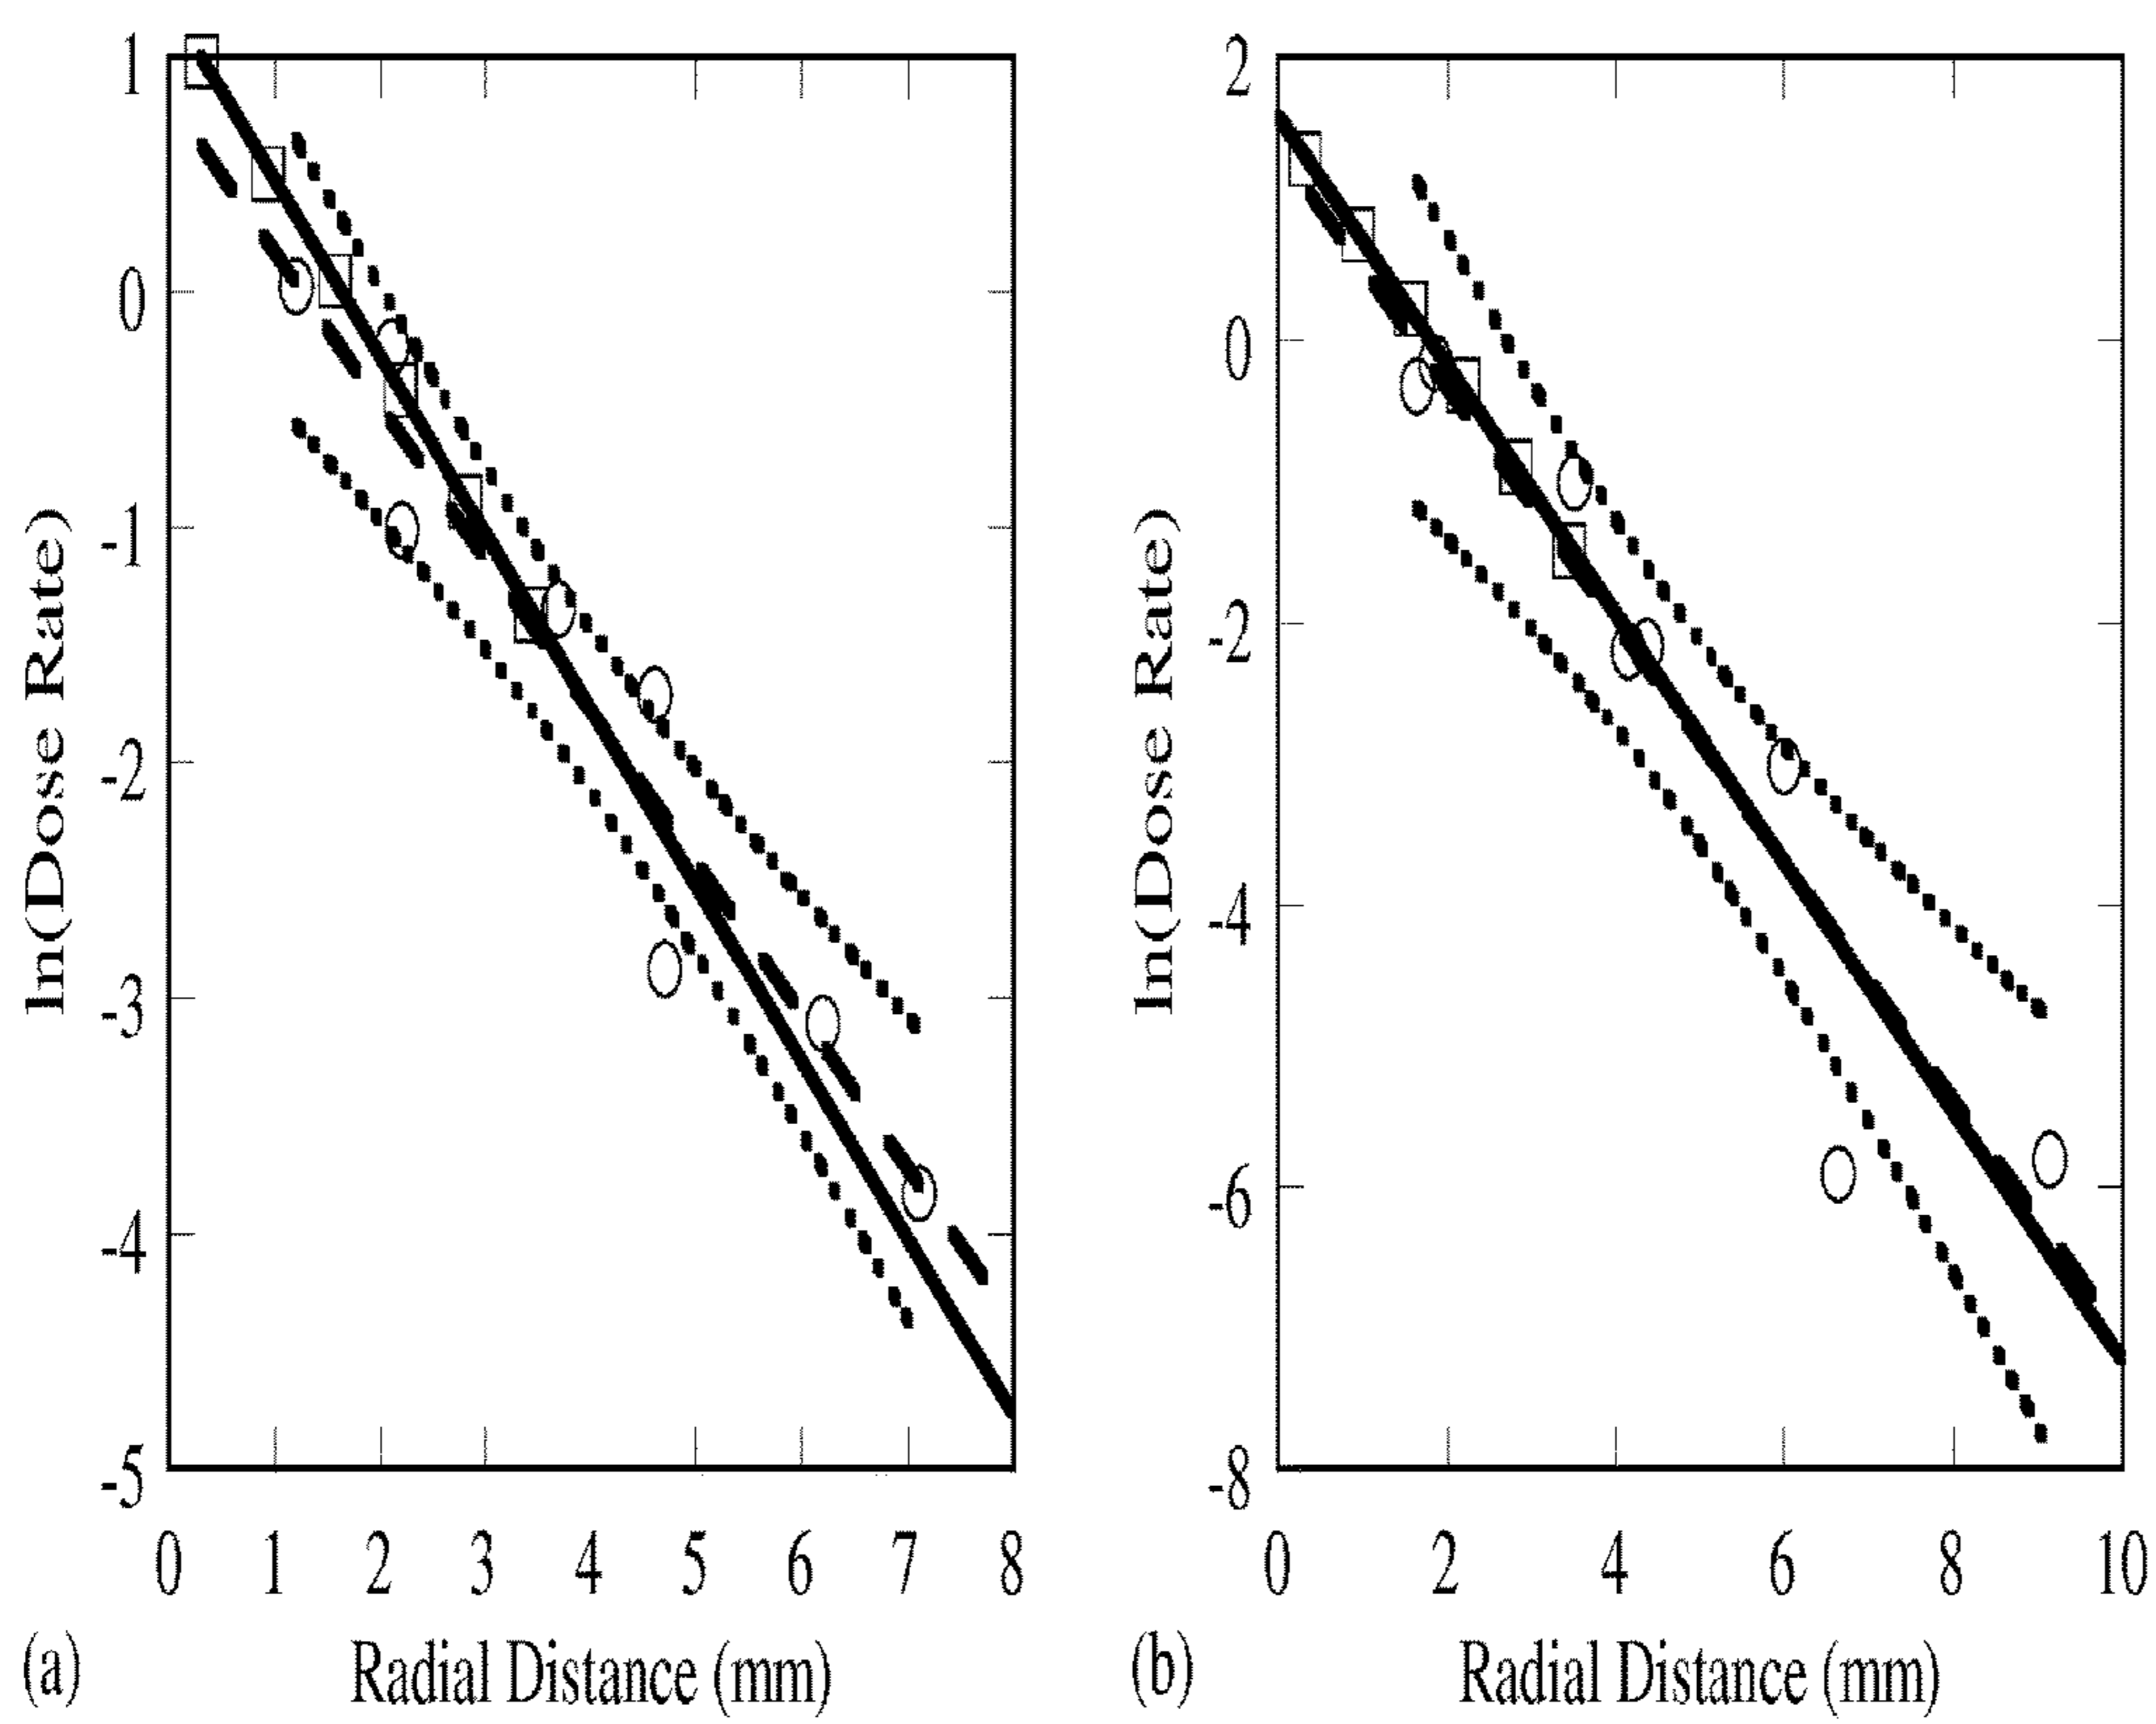 1
0
-1
-2
-3
-4
-5
ln(Dose Rate)
0 1 2 3 4 5 6 7 8
(a) Radial Distance (mm)
2
0
-2
-4
-6
-8
ln(Dose Rate)
0 2 4 6 8 10
(b) Radial Distance (mm)